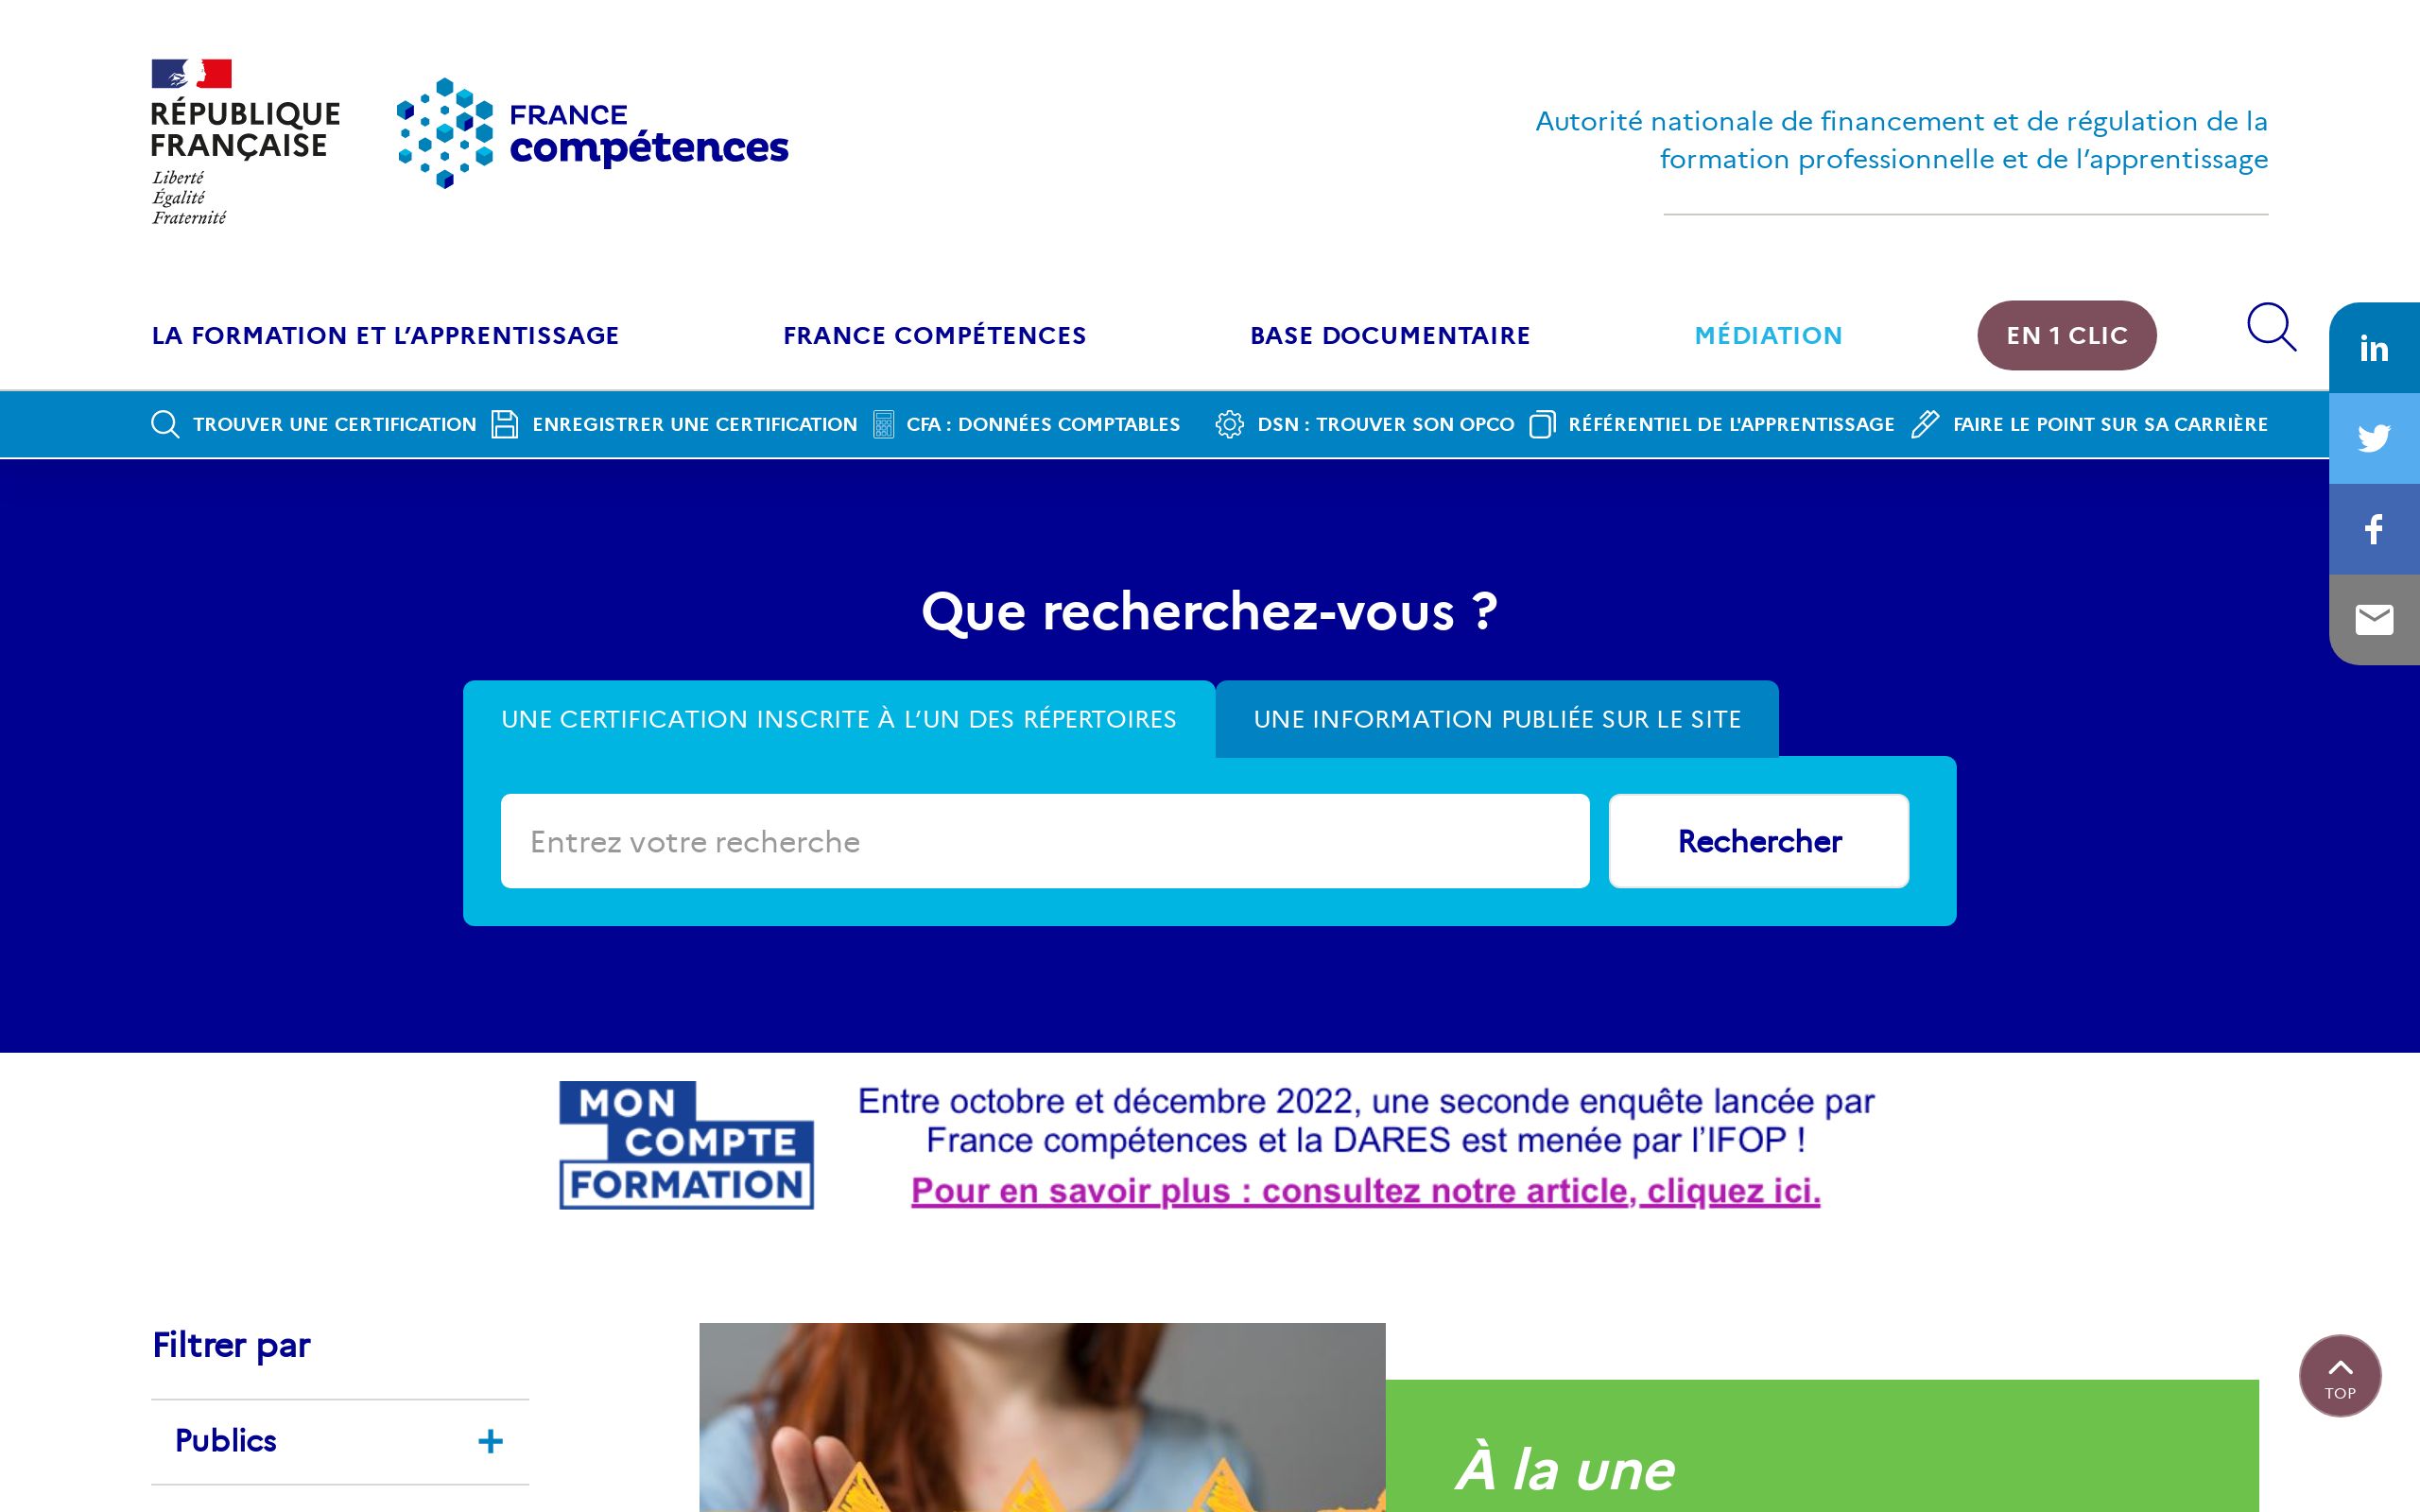 RÉPUBLIQUE
FRANÇAISE
Liberté
Égalité
Fraternité
FRANCE
compétences
Autorité nationale de financement et de régulation de la
formation professionnelle et de l’apprentissage
LA FORMATION ET L’APPRENTISSAGE
FRANCE COMPÉTENCES
BASE DOCUMENTAIRE
MÉDIATION
EN 1 CLIC
in
TROUVER UNE CERTIFICATION
ENREGISTRER UNE CERTIFICATION
CFA : DONNÉES COMPTABLES
DSN : TROUVER SON OPCO
RÉFÉRENTIEL DE L'APPRENTISSAGE
FAIRE LE POINT SUR SA CARRIÈRE
Que recherchez-vous ?
UNE CERTIFICATION INSCRITE À L’UN DES RÉPERTOIRES
UNE INFORMATION PUBLIÉE SUR LE SITE
Entrez votre recherche
Rechercher
MON
COMPTE
FORMATION
Entre octobre et décembre 2022, une seconde enquête lancée par
France compétences et la DARES est menée par l’IFOP !
Pour en savoir plus : consultez notre article, cliquez ici.
Filtrer par
Publics
À la une
TOP